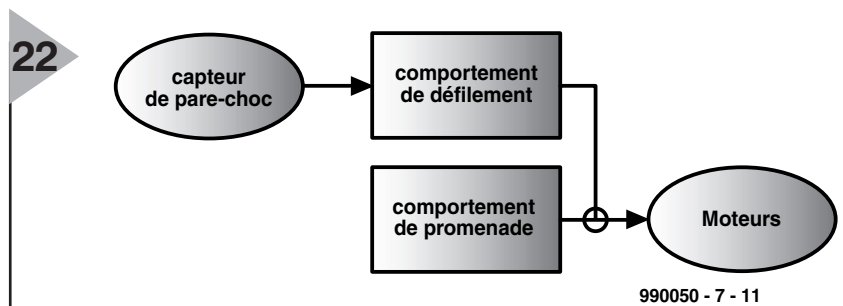 22
capteur
de pare-choc
comportement
de défilement
comportement
de promenade
Moteurs
990050 - 7 - 11